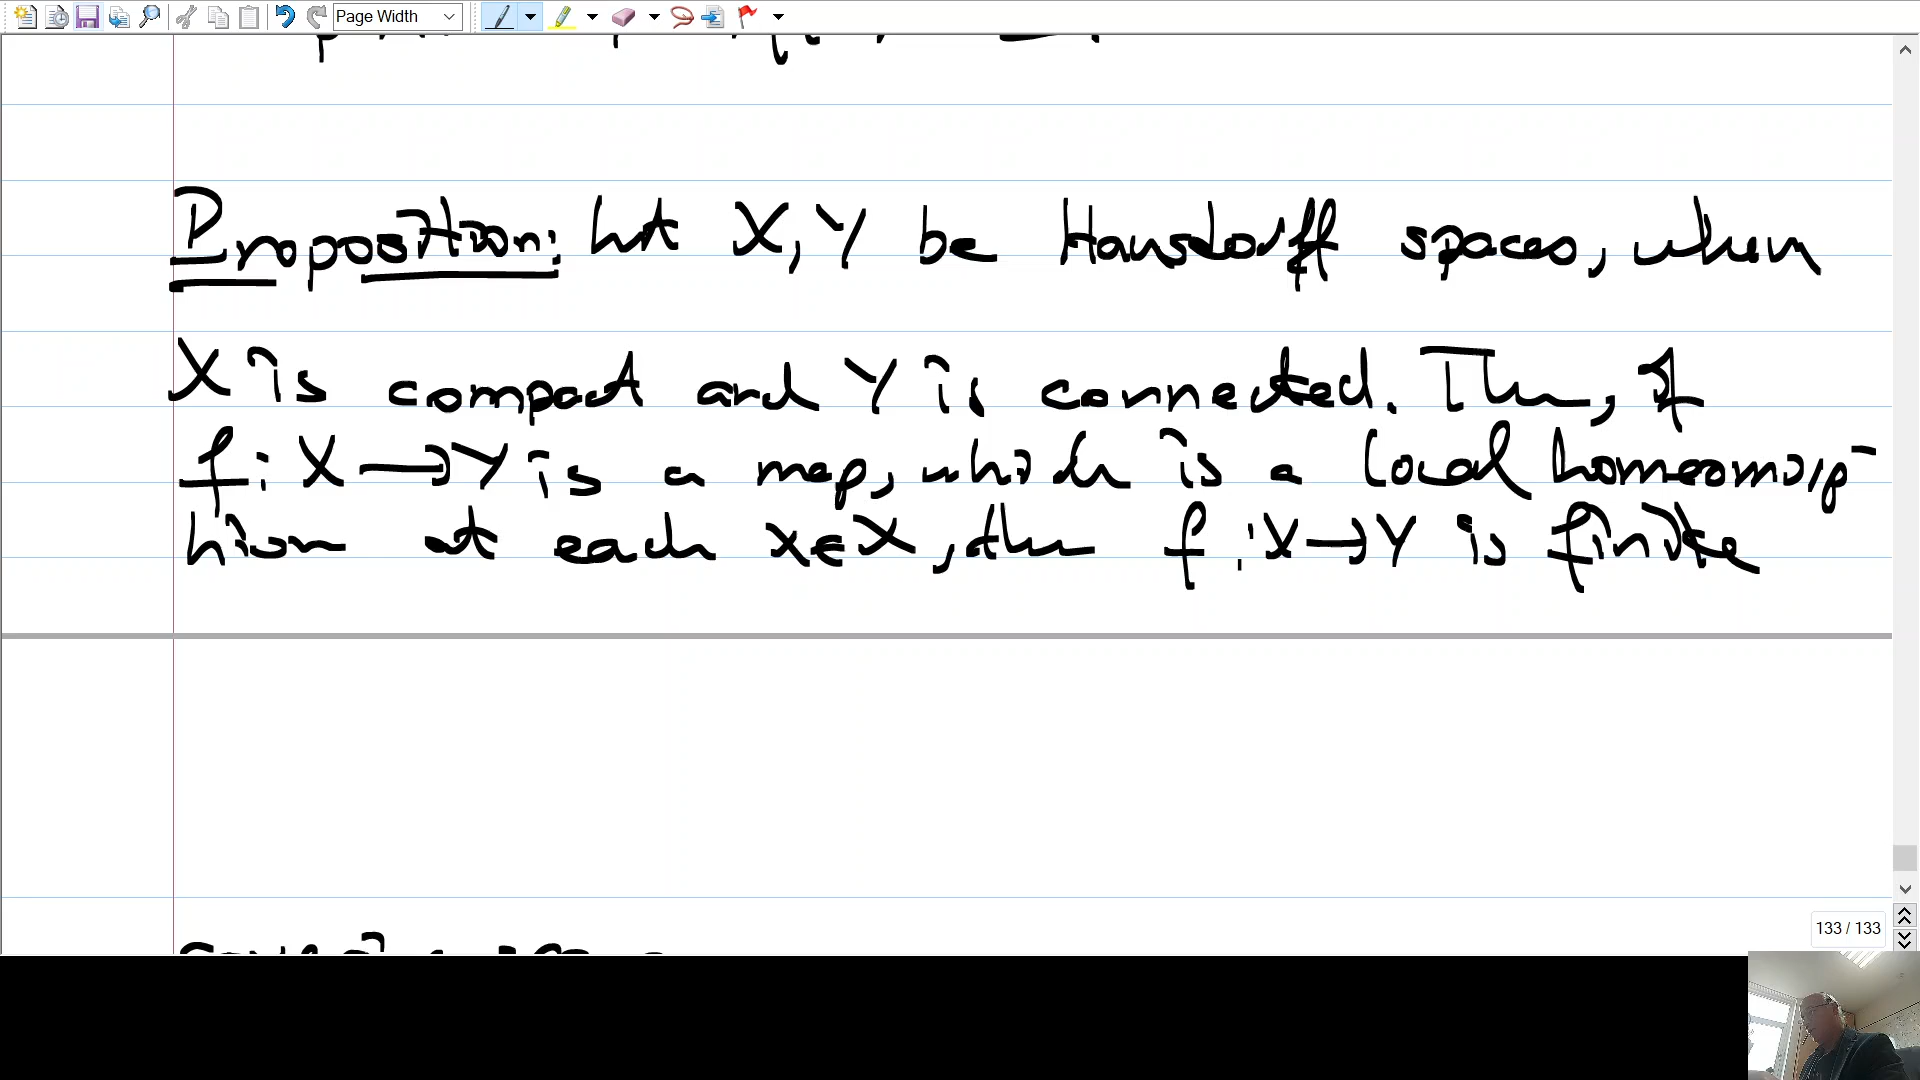 Page Width
Proposition: Let X, Y be Hausdorff spaces, when
X is compact and Y is connected. Then, if
f: X → Y is a map, which is a local homeomorp-
hism at each x ∈ X, then f: X → Y is finite
133 / 133